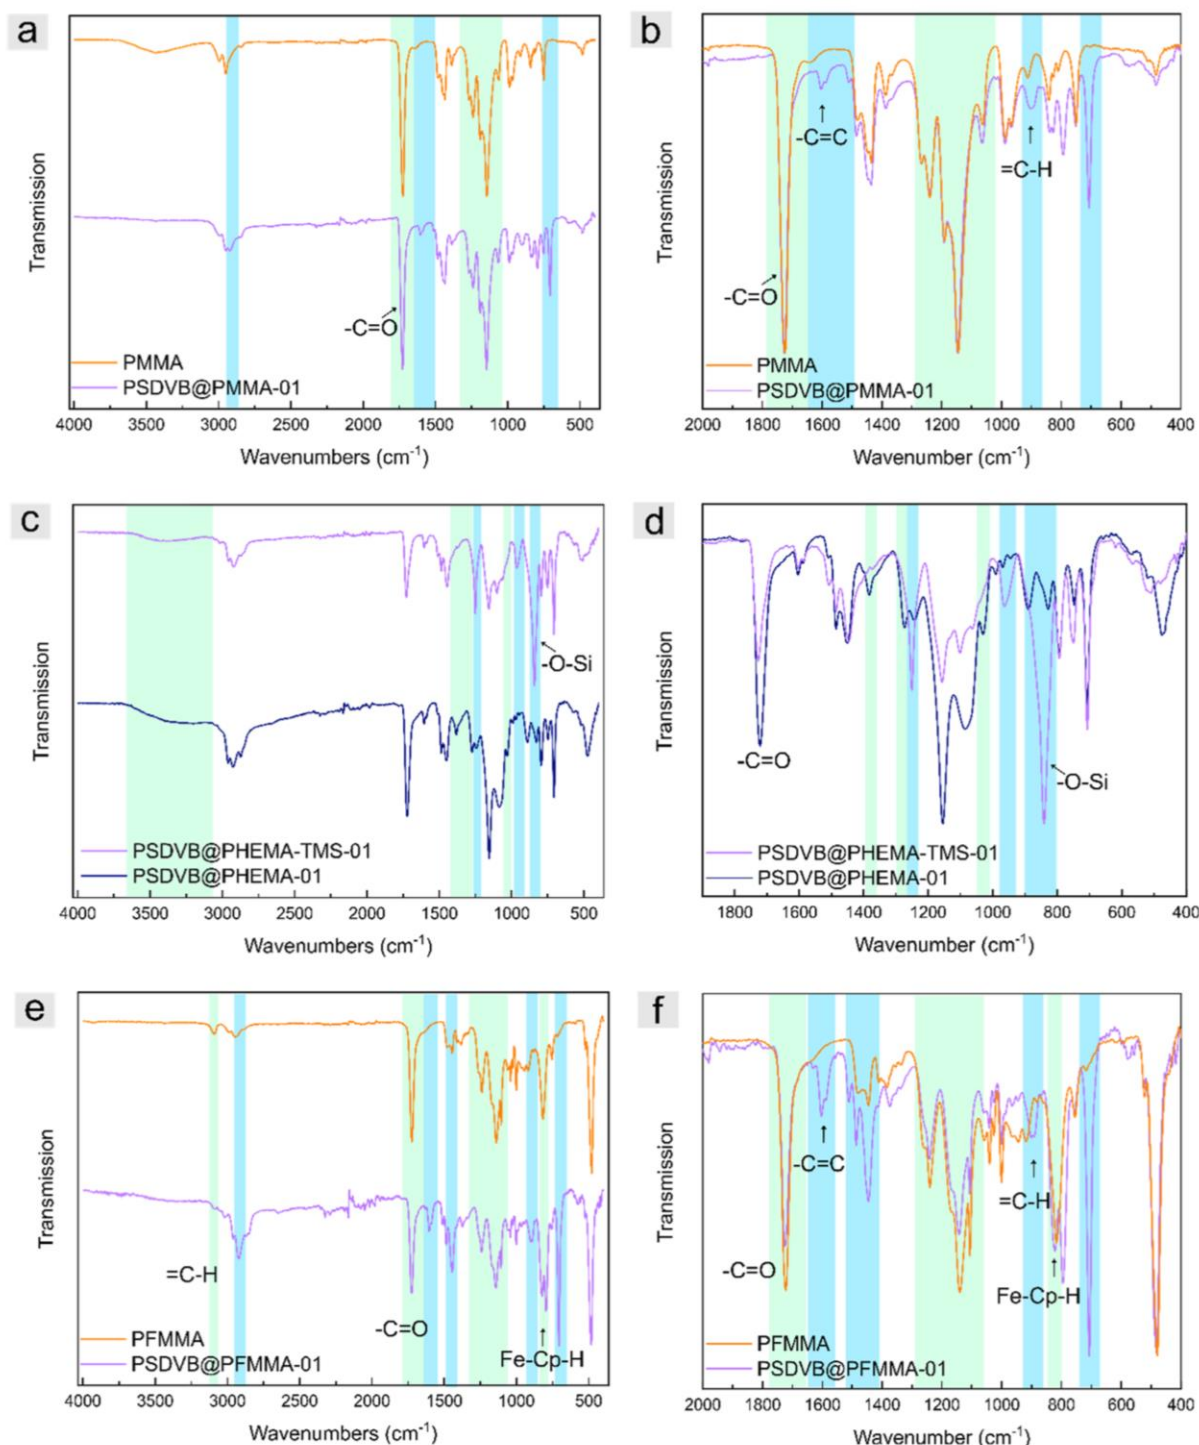 a
Transmission
-C=O
PMMA
PSDVB@PMMA-01
4000 3500 3000 2500 2000 1500 1000 500
Wavenumbers (cm-1)
b
Transmission
-C=C
=C-H
-C=O
PMMA
PSDVB@PMMA-01
2000 1800 1600 1400 1200 1000 800 600 400
Wavenumber (cm-1)
c
Transmission
-O-Si
PSDVB@PHEMA-TMS-01
PSDVB@PHEMA-01
4000 3500 3000 2500 2000 1500 1000 500
Wavenumbers (cm-1)
d
Transmission
-C=O
-O-Si
PSDVB@PHEMA-TMS-01
PSDVB@PHEMA-01
1800 1600 1400 1200 1000 800 600 400
Wavenumber (cm-1)
e
Transmission
=C-H
-C=O
Fe-Cp-H
PFMMA
PSDVB@PFMMA-01
4000 3500 3000 2500 2000 1500 1000 500
Wavenumbers (cm-1)
f
Transmission
-C=C
=C-H
-C=O
Fe-Cp-H
PFMMA
PSDVB@PFMMA-01
2000 1800 1600 1400 1200 1000 800 600 400
Wavenumber (cm-1)